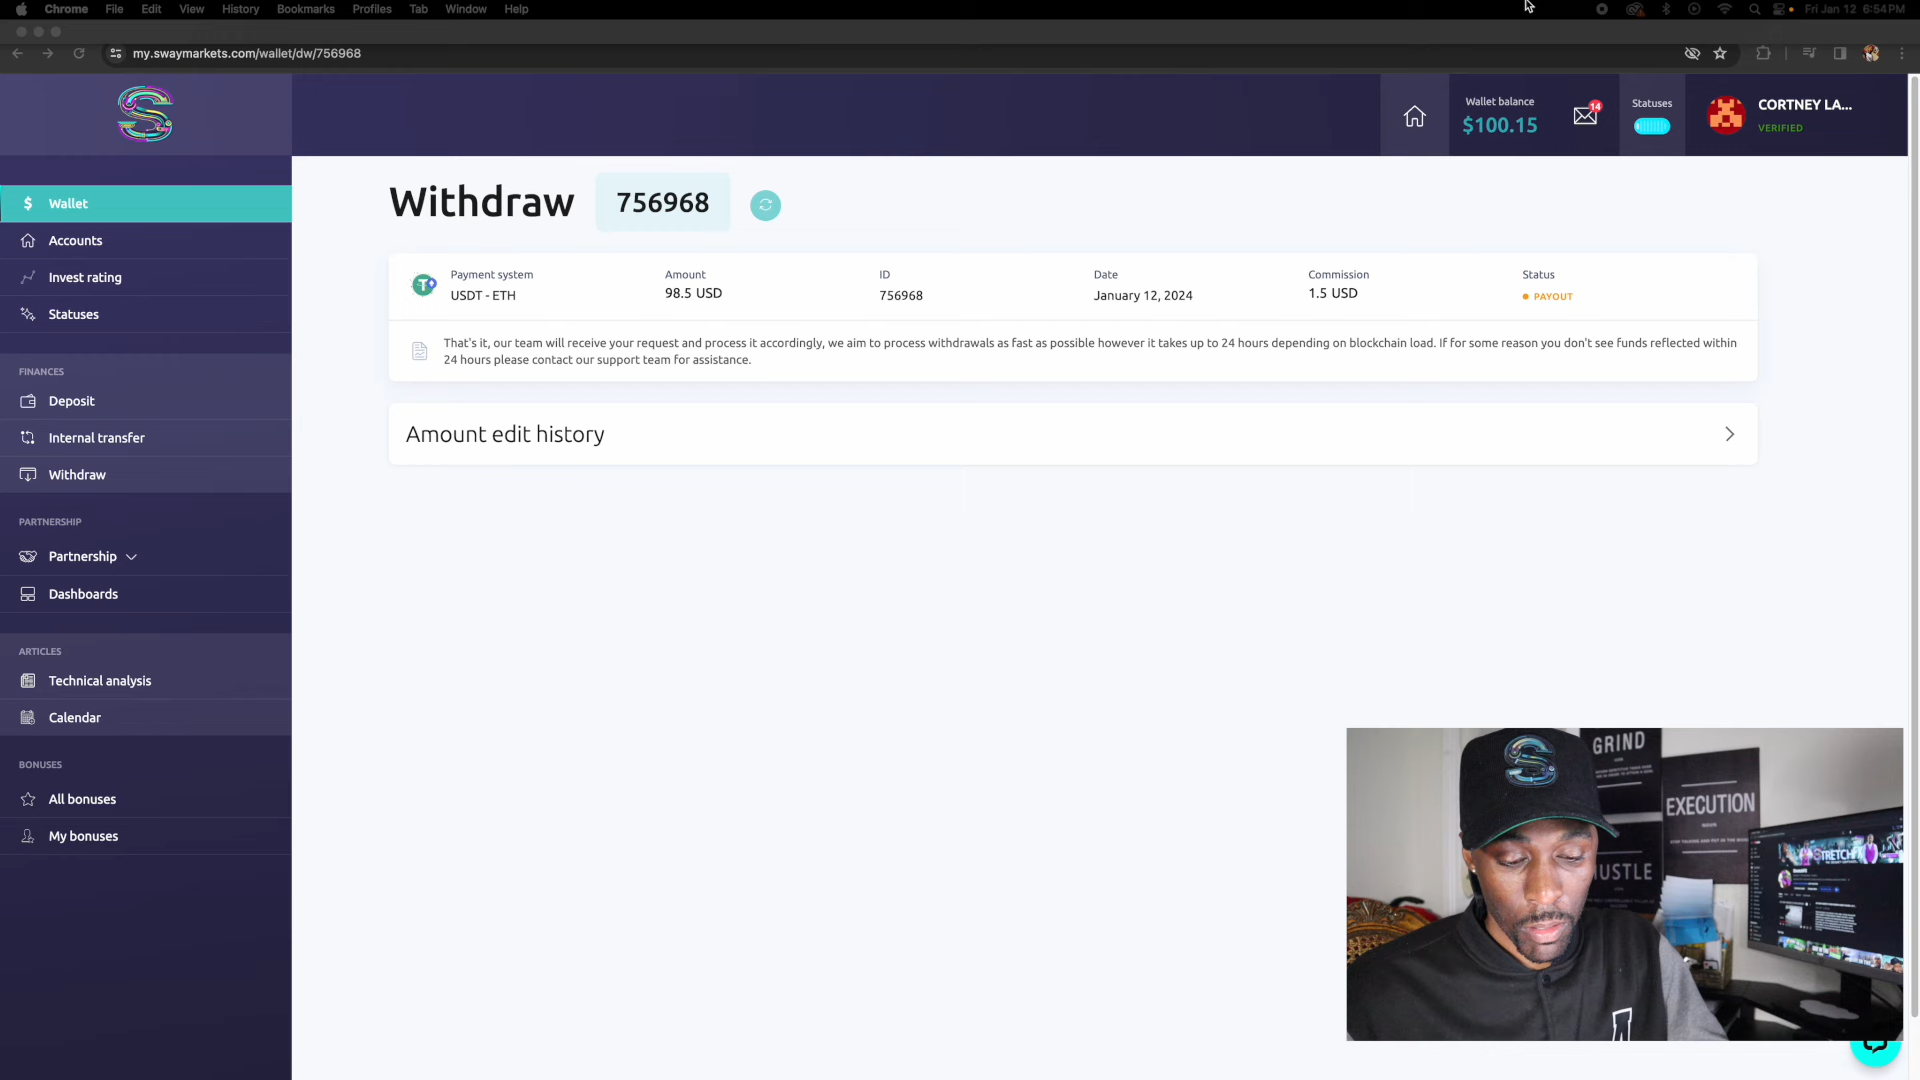 Chrome File Edit View History Bookmarks Profiles Tab Window Help Fri Jan 12 6:54 PM
my.swaymarkets.com/wallet/dw/756968
Wallet balance
$100.15
14
Statuses
CORTNEY LA...
VERIFIED
Wallet
Accounts
Invest rating
Statuses
FINANCES
Deposit
Internal transfer
Withdraw
PARTNERSHIP
Partnership
Dashboards
ARTICLES
Technical analysis
Calendar
BONUSES
All bonuses
My bonuses
Withdraw 756968
Payment system Amount ID Date Commission Status
USDT - ETH 98.5 USD 756968 January 12, 2024 1.5 USD PAYOUT
That's it, our team will receive your request and process it accordingly, we aim to process withdrawals as fast as possible however it takes up to 24 hours depending on blockchain load. If for some reason you don't see funds reflected within
24 hours please contact our support team for assistance.
Amount edit history
GRIND
EXECUTION
HUSTLE
STRETCH